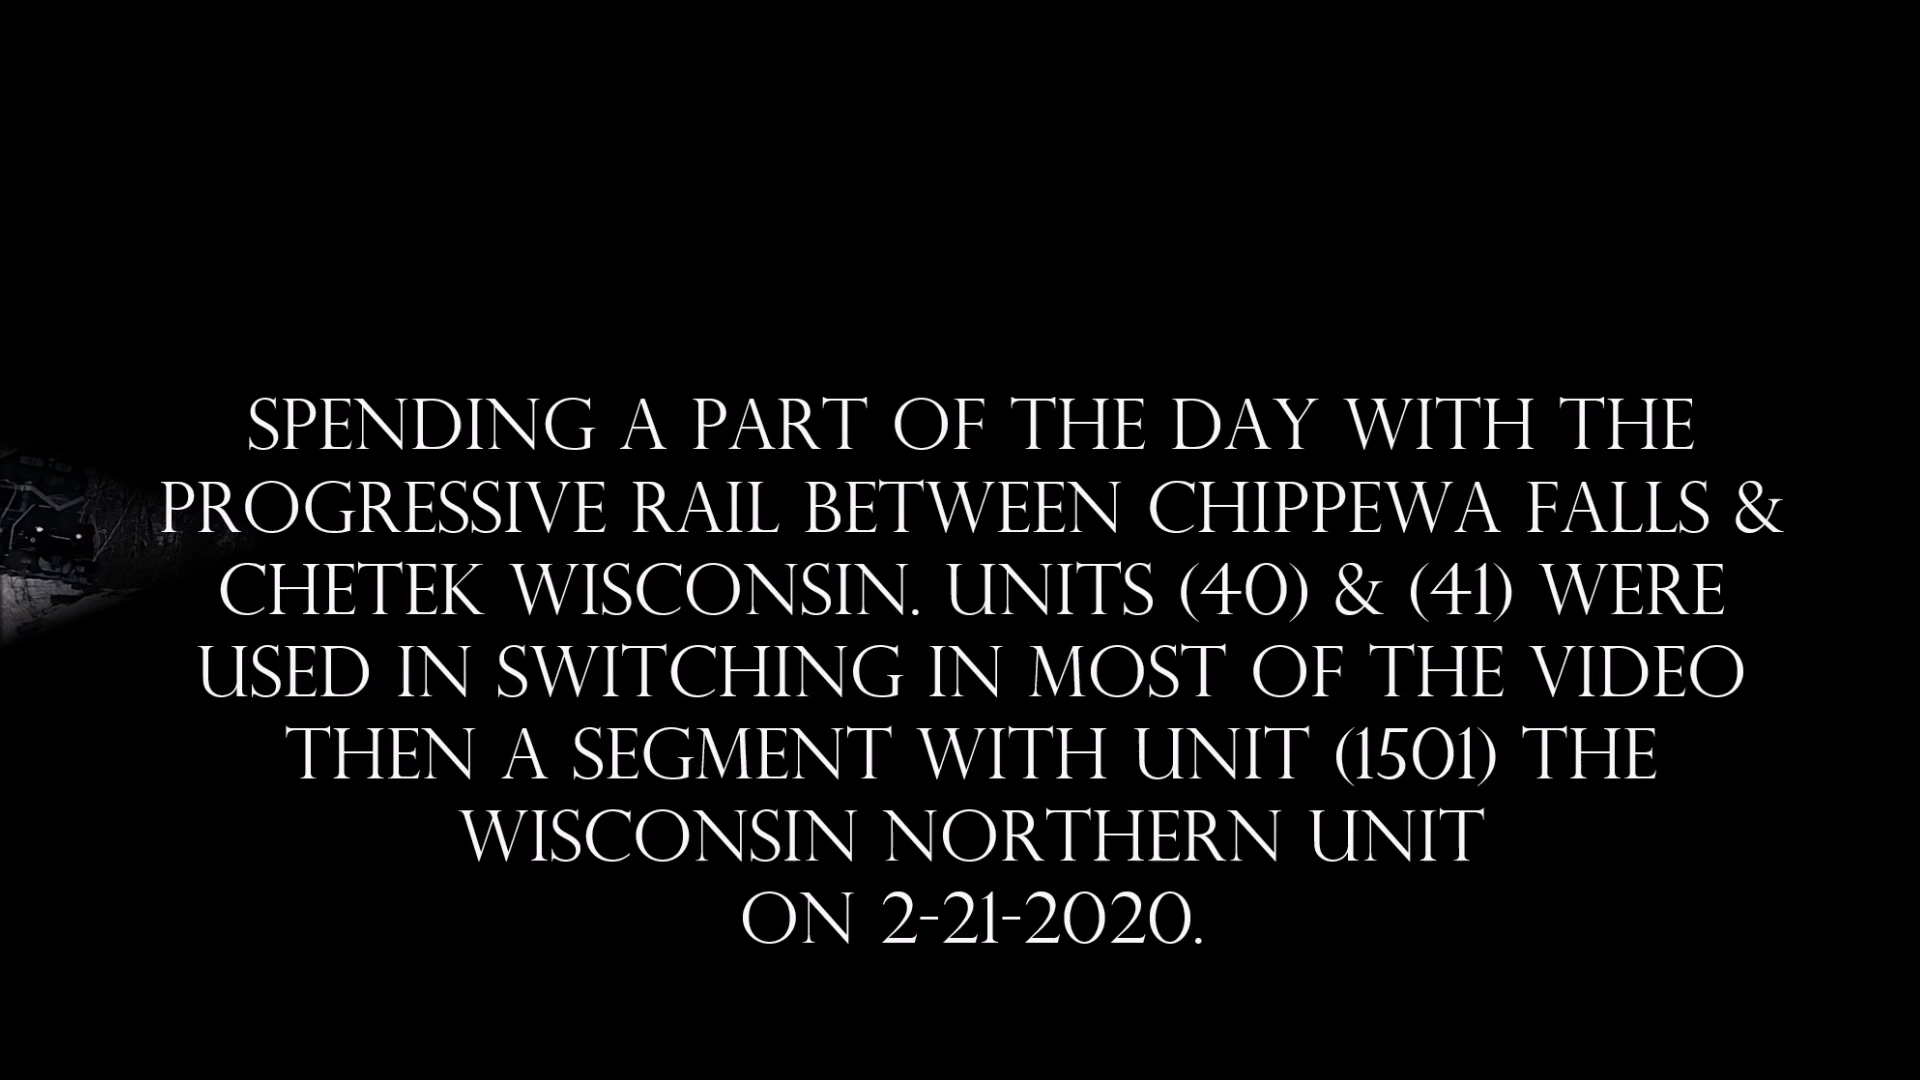 SPENDING A PART OF THE DAY WITH THE
PROGRESSIVE RAIL BETWEEN CHIPPEWA FALLS &
CHETEK WISCONSIN. UNITS (40) & (41) WERE
USED IN SWITCHING IN MOST OF THE VIDEO
THEN A SEGMENT WITH UNIT (1501) THE
WISCONSIN NORTHERN UNIT
ON 2-21-2020.